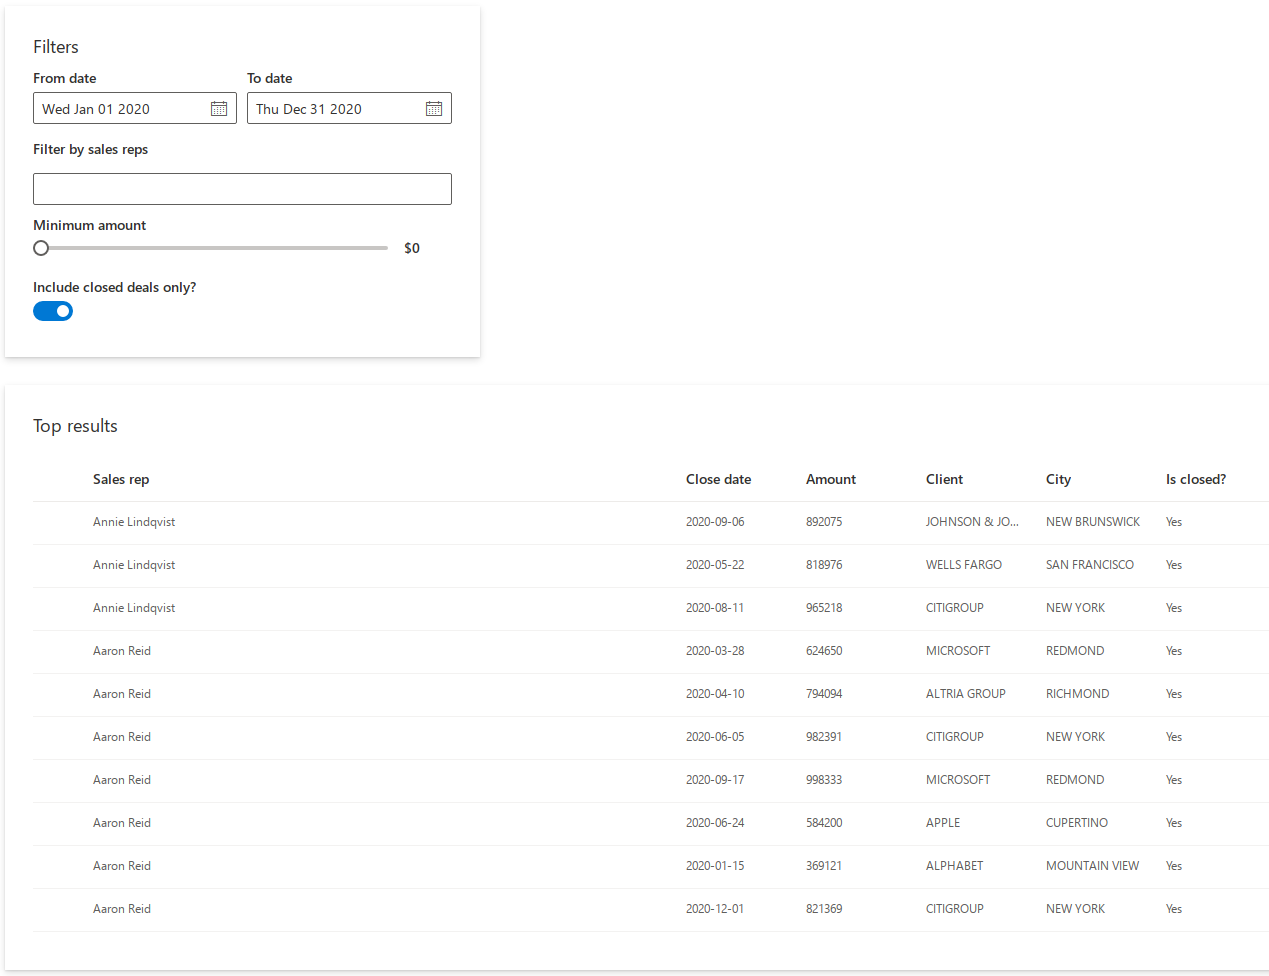 Filters
From date To date
Wed Jan 01 2020 Thu Dec 31 2020
Filter by sales reps
Minimum amount
$0
Include closed deals only?
Top results
Sales rep Close date Amount Client City Is closed?
Annie Lindqvist 2020-09-06 892075 JOHNSON & JO... NEW BRUNSWICK Yes
Annie Lindqvist 2020-05-22 818976 WELLS FARGO SAN FRANCISCO Yes
Annie Lindqvist 2020-08-11 965218 CITIGROUP NEW YORK Yes
Aaron Reid 2020-03-28 624650 MICROSOFT REDMOND Yes
Aaron Reid 2020-04-10 794094 ALTRIA GROUP RICHMOND Yes
Aaron Reid 2020-06-05 982391 CITIGROUP NEW YORK Yes
Aaron Reid 2020-09-17 998333 MICROSOFT REDMOND Yes
Aaron Reid 2020-06-24 584200 APPLE CUPERTINO Yes
Aaron Reid 2020-01-15 369121 ALPHABET MOUNTAIN VIEW Yes
Aaron Reid 2020-12-01 821369 CITIGROUP NEW YORK Yes